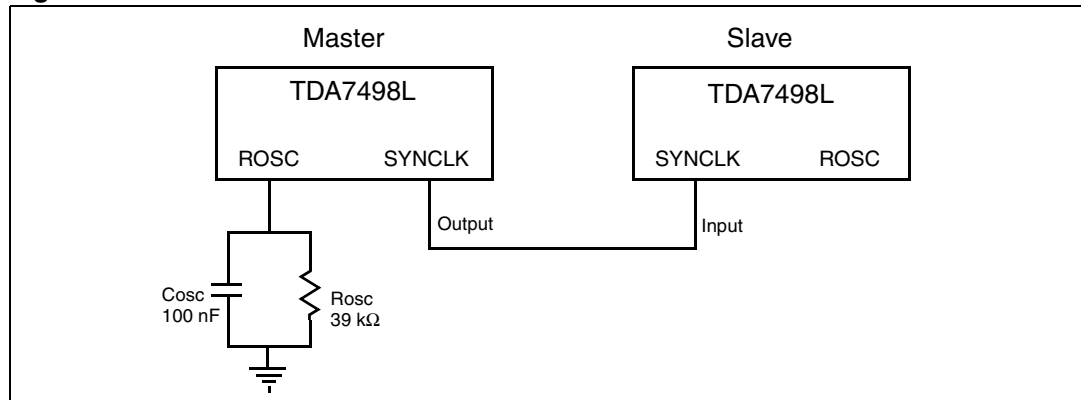 Master
Slave
TDA7498L
TDA7498L
ROSC
SYNCLK
SYNCLK
ROSC
Output
Input
Cosc
100 nF
Rosc
39 kΩ